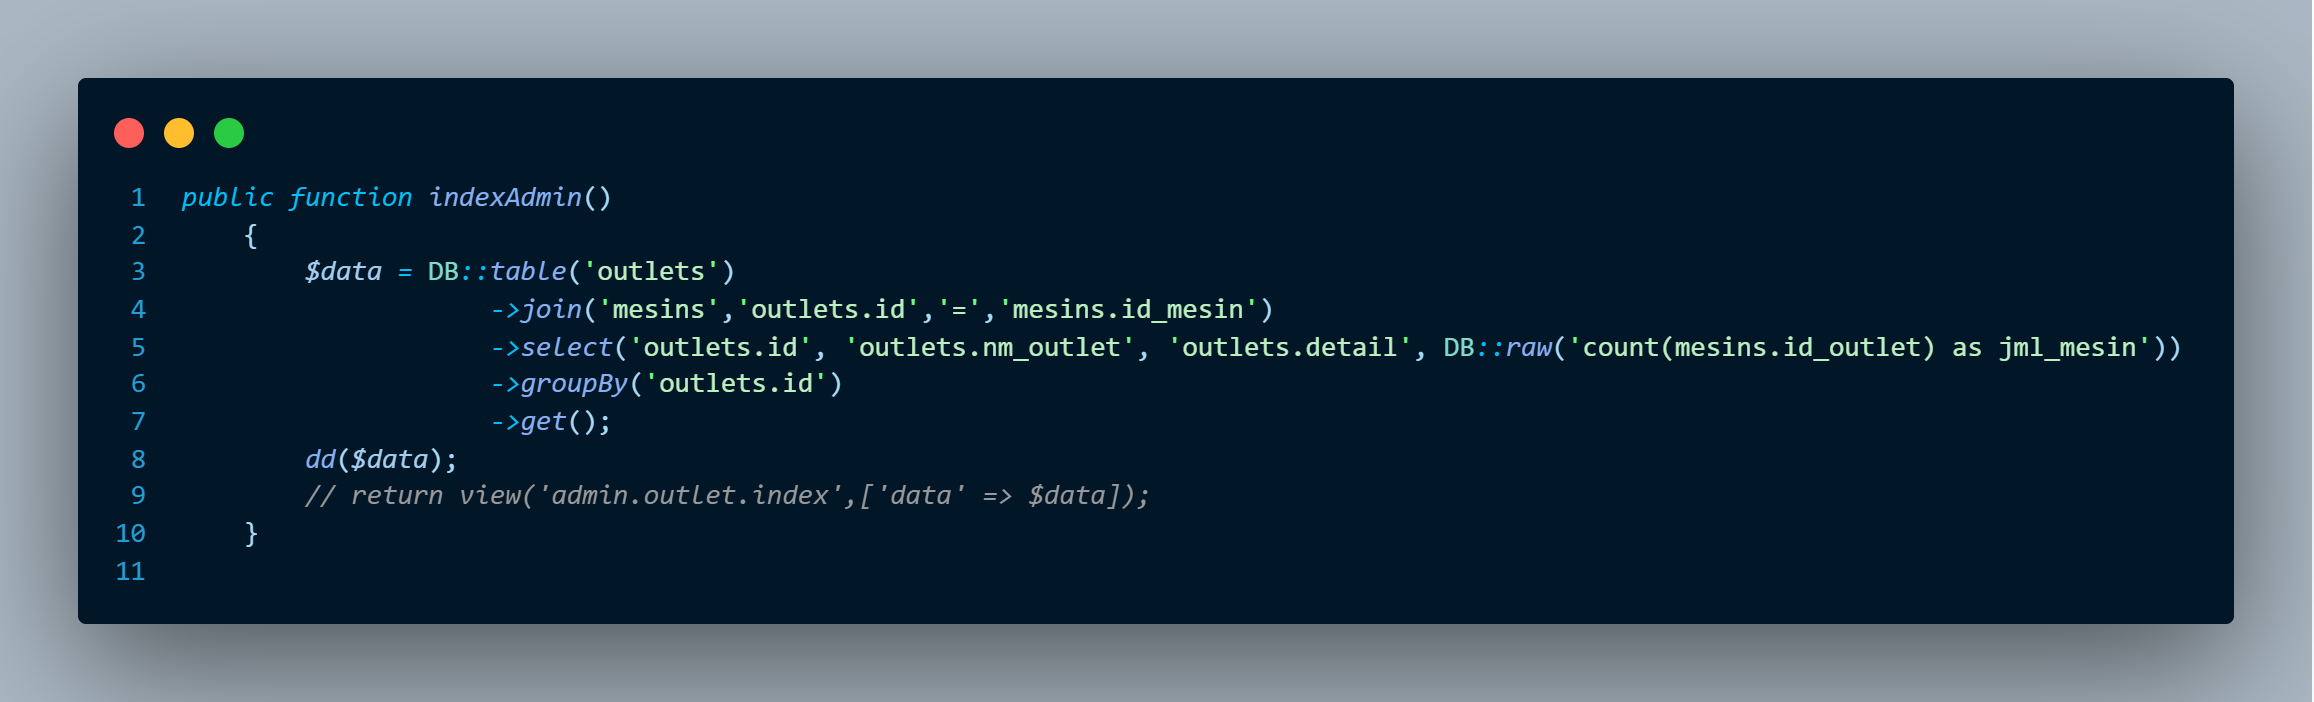 1 public function indexAdmin()
2     {
3         $data = DB::table('outlets')
4                     ->join('mesins','outlets.id','=','mesins.id_mesin')
5                     ->select('outlets.id', 'outlets.nm_outlet', 'outlets.detail', DB::raw('count(mesins.id_outlet) as jml_mesin'))
6                     ->groupBy('outlets.id')
7                     ->get();
8         dd($data);
9         // return view('admin.outlet.index',['data' => $data]);
10     }
11